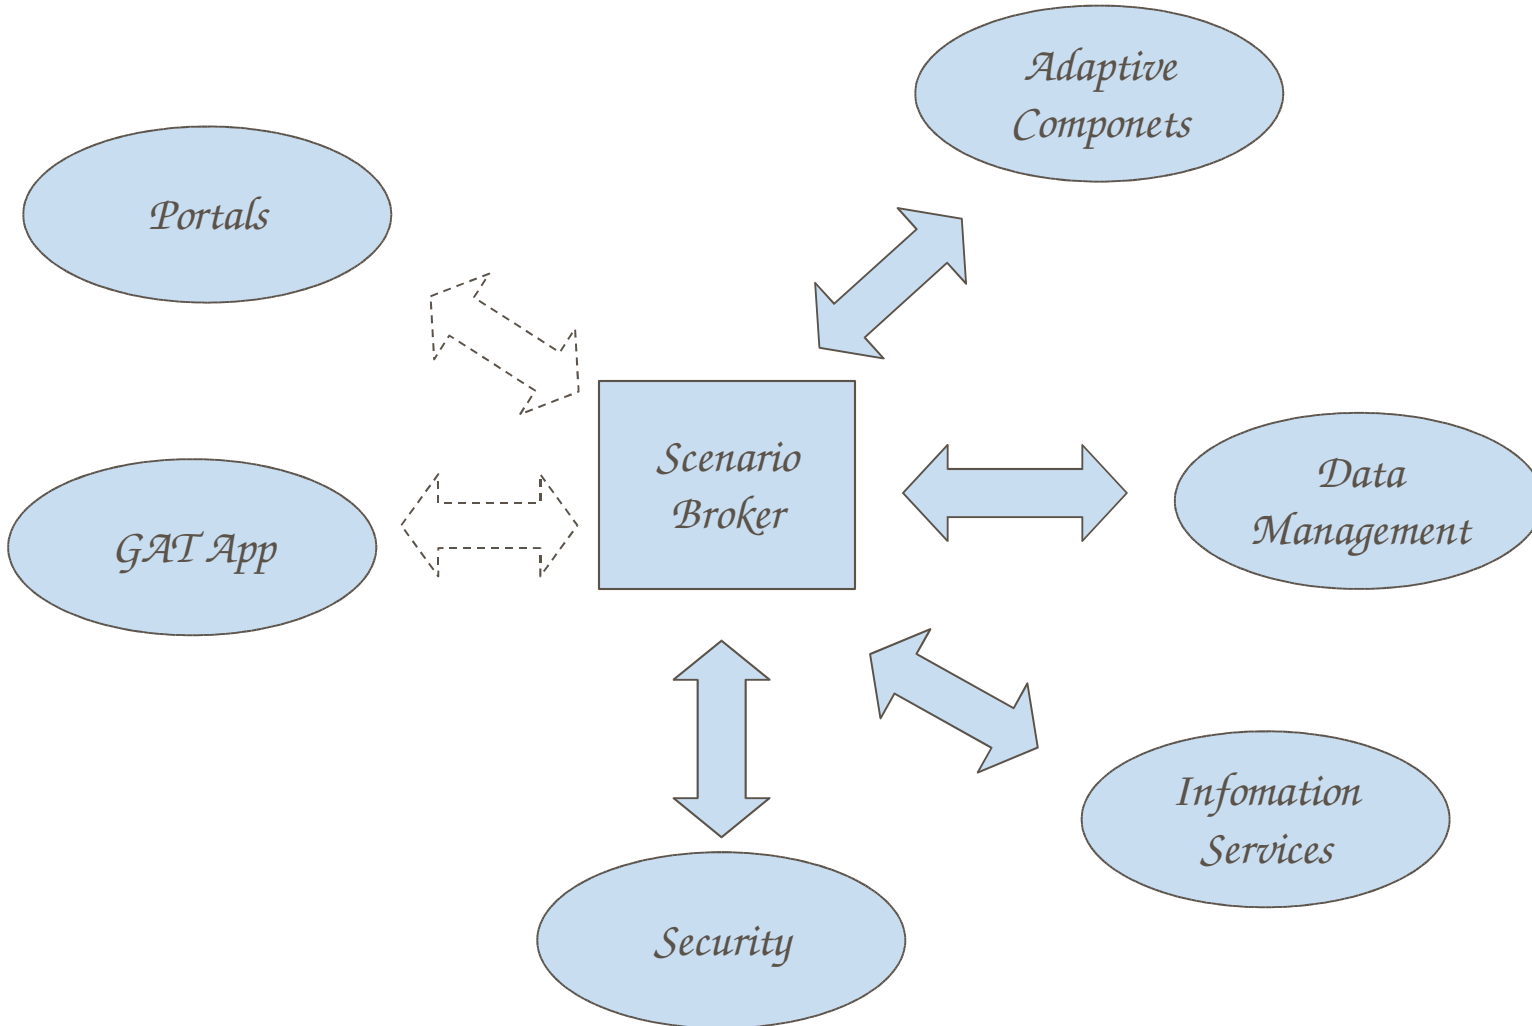 Adaptive
Componets
Portals
Scenario
Broker
Data
Management
GAT App
Infomation
Services
Security